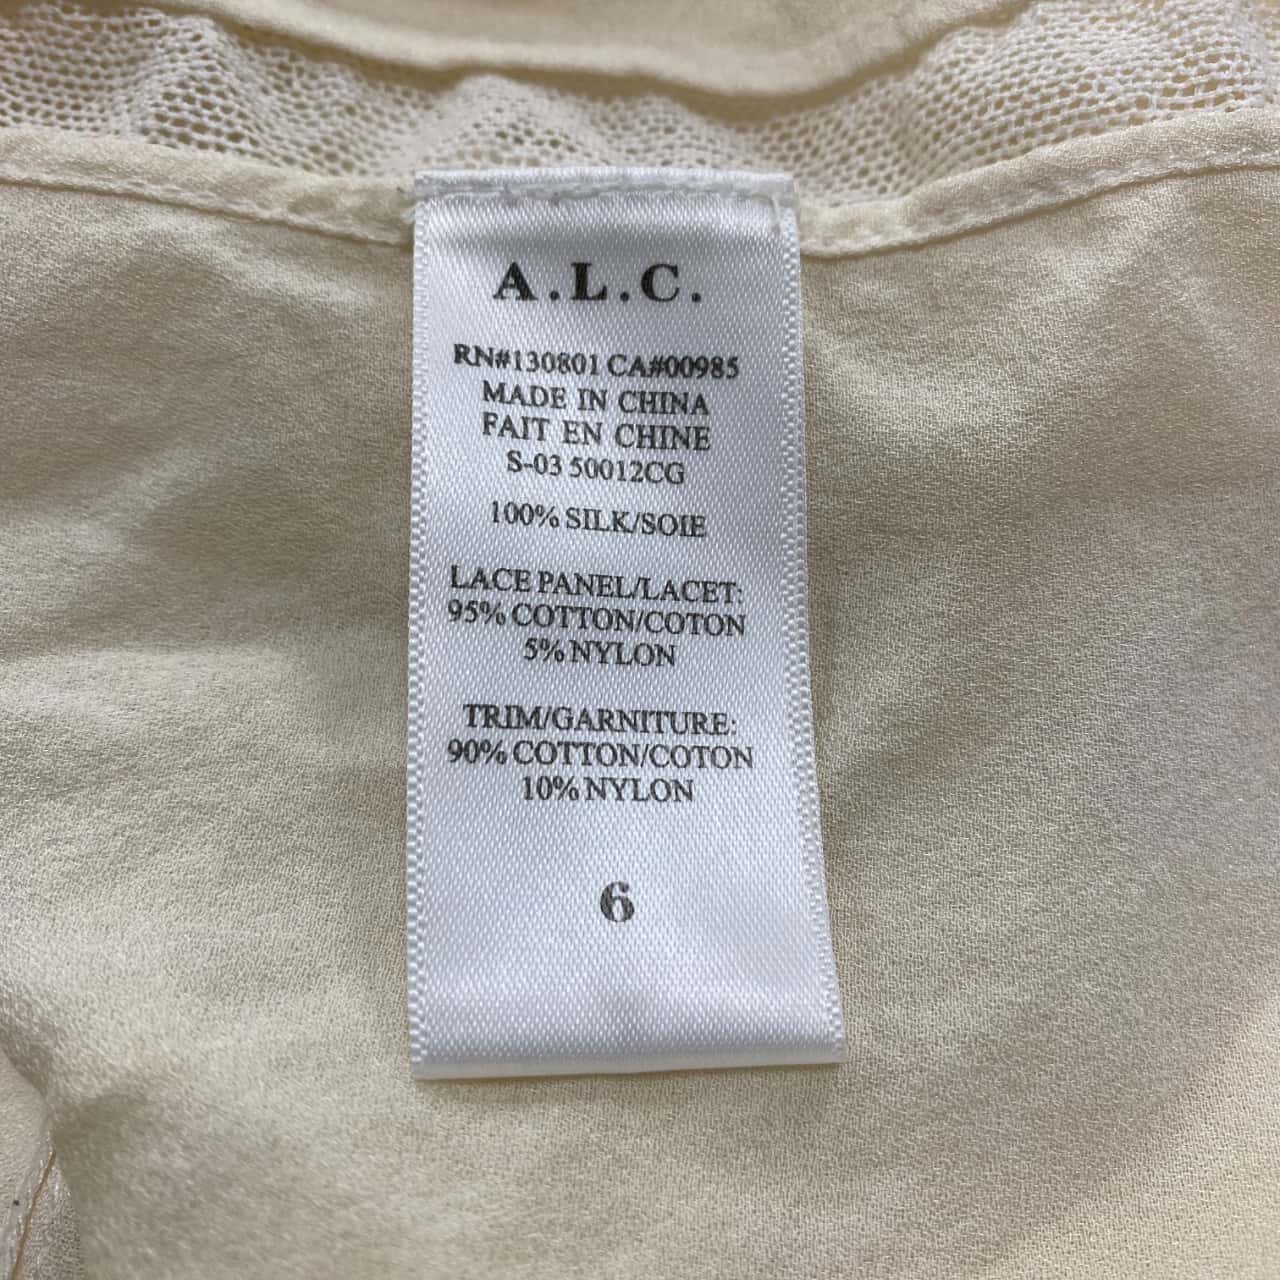 A.L.C.
RN#130801 CA#00985
MADE IN CHINA
FAIT EN CHINE
S-03 50012CG
100% SILK/SOIE
LACE PANEL/LACET:
95% COTTON/COTON
5% NYLON
TRIM/GARNITURE:
90% COTTON/COTON
10% NYLON
6